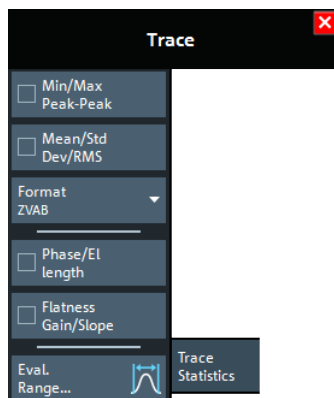 Trace
Min/Max
Peak-Peak
Mean/Std
Dev/RMS
Format
ZVAB
Phase/El
length
Flatness
Gain/Slope
Eval.
Range...
Trace
Statistics